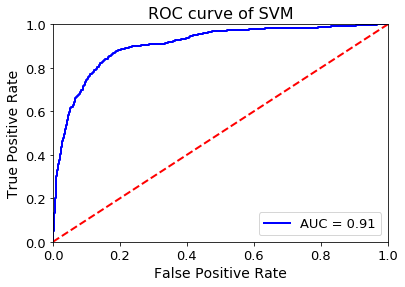 ROC curve of SVM
1.0
0.8
0.6
0.4
0.2
0.0
True Positive Rate
AUC = 0.91
0.0 0.2 0.4 0.6 0.8 1.0
False Positive Rate